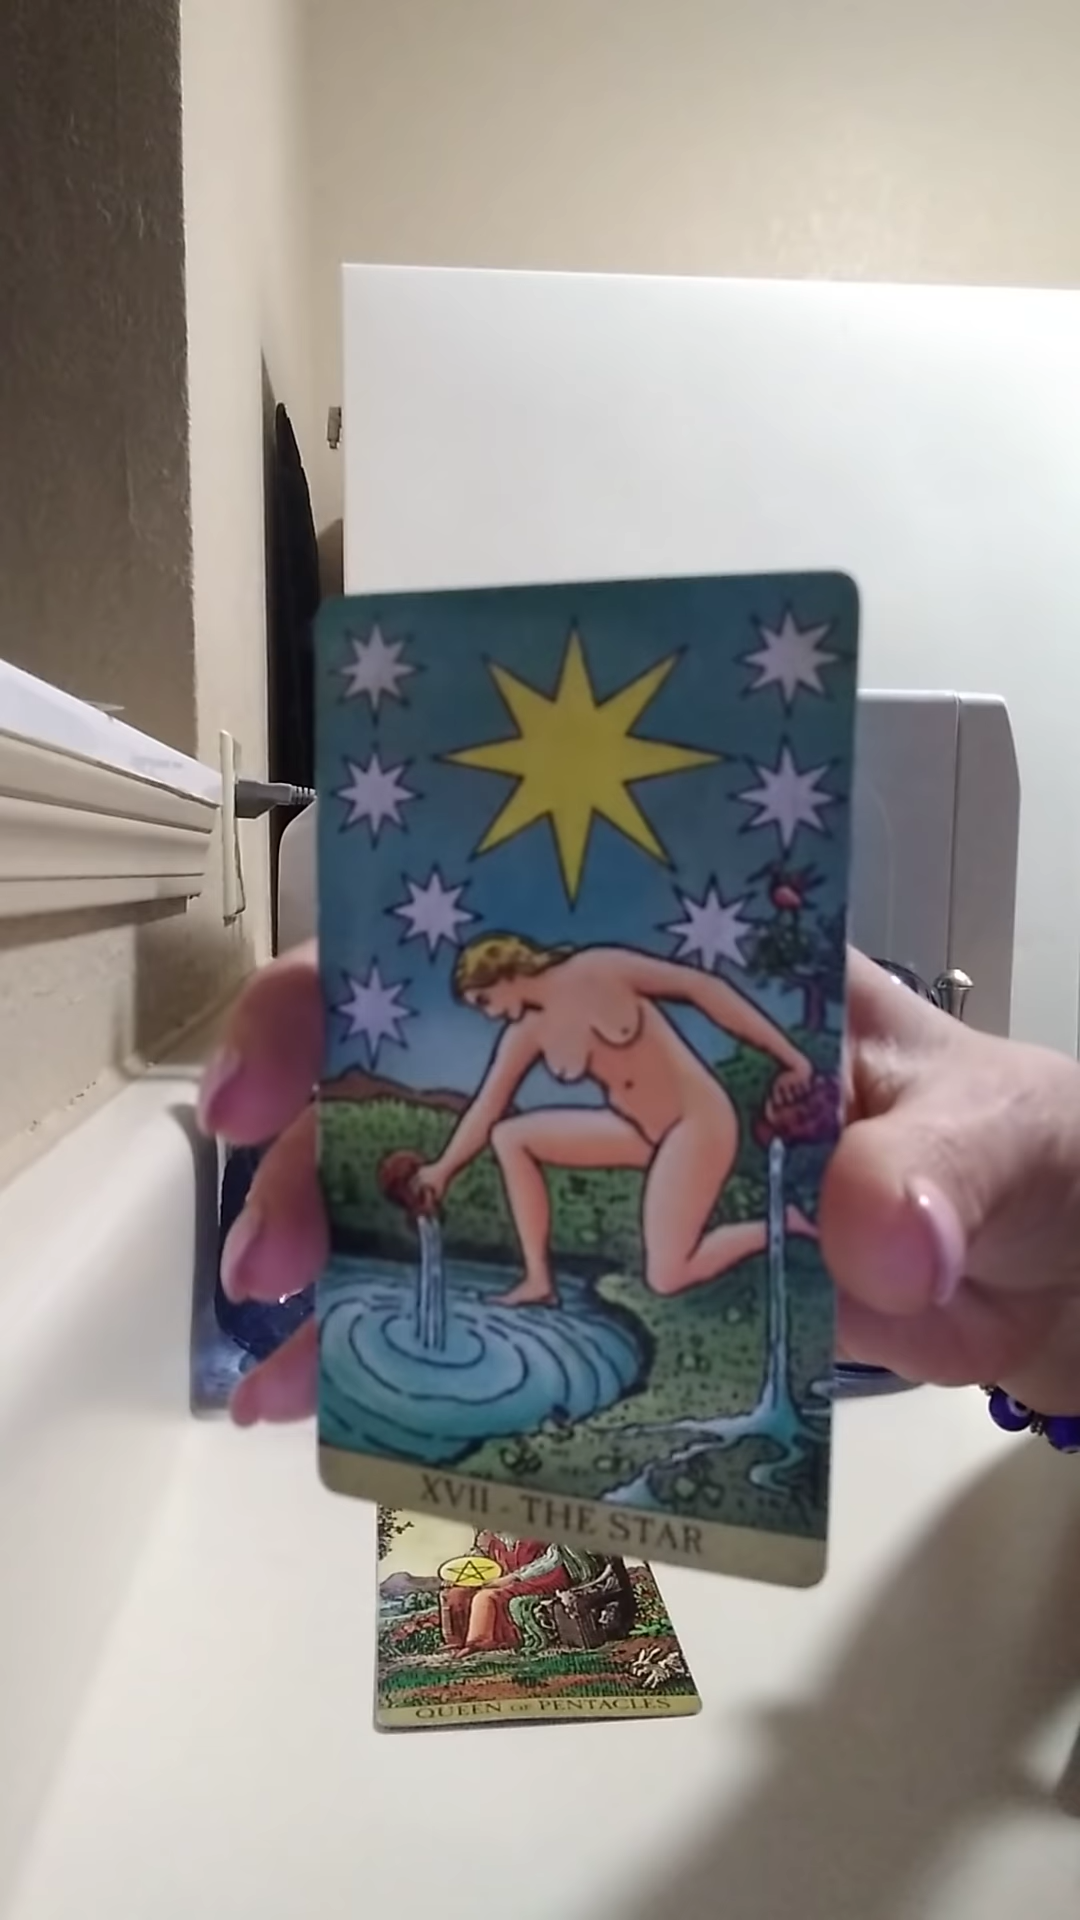 XVII - THE STAR
QUEEN OF PENTACLES